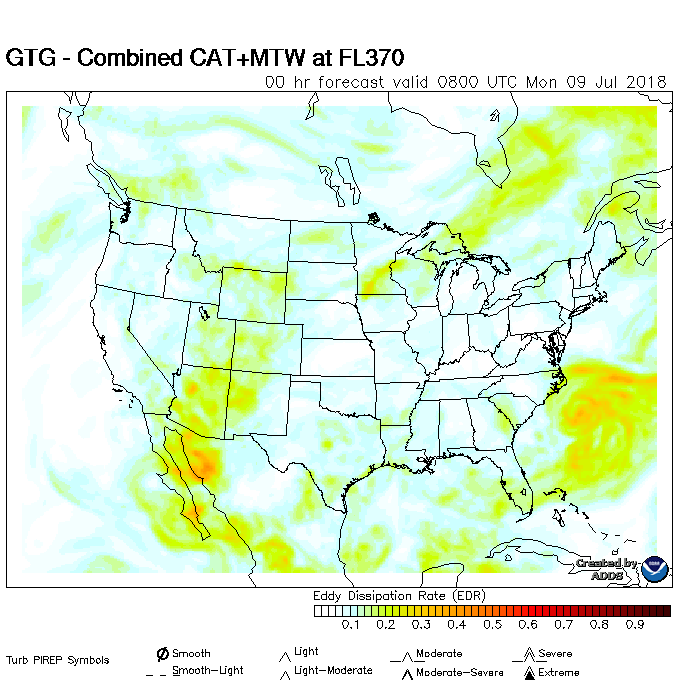 GTG - Combined CAT+MTW at FL370
00 hr forecast valid 0800 UTC Mon 09 Jul 2018
Created by
ADDS
Eddy Dissipation Rate (EDR)
0.1 0.2 0.3 0.4 0.5 0.6 0.7 0.8 0.9
Turb PIREP Symbols
Smooth Light Moderate Severe
Smooth-Light Light-Moderate Moderate-Severe Extreme